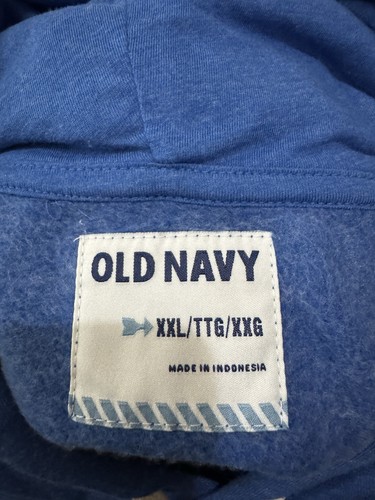 OLD NAVY
XXL/TTG/XXG
MADE IN INDONESIA